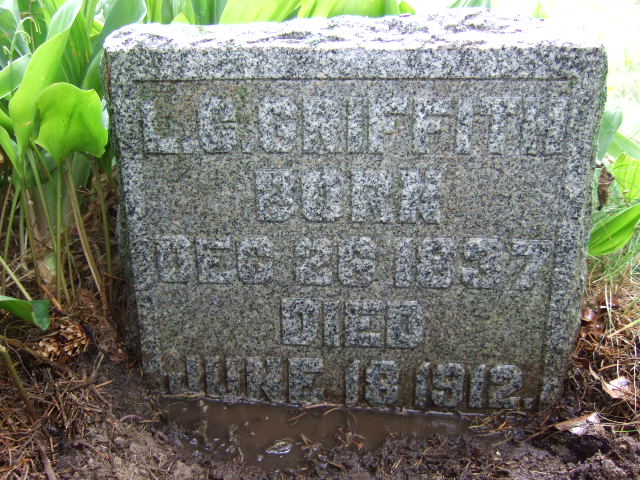 L.G.GRIFFITH
BORN
DEC 26 1837
DIED
JUNE 18 1912.